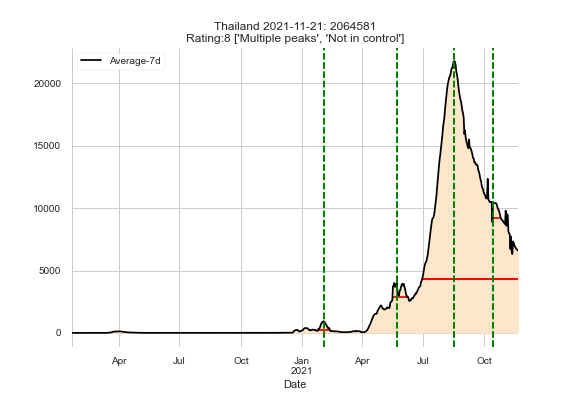 Thailand 2021-11-21: 2064581
Rating:8 ['Multiple peaks', 'Not in control']
Average-7d
20000
15000
10000
5000
0
Apr Jul Oct Jan Apr Jul Oct
2021
Date